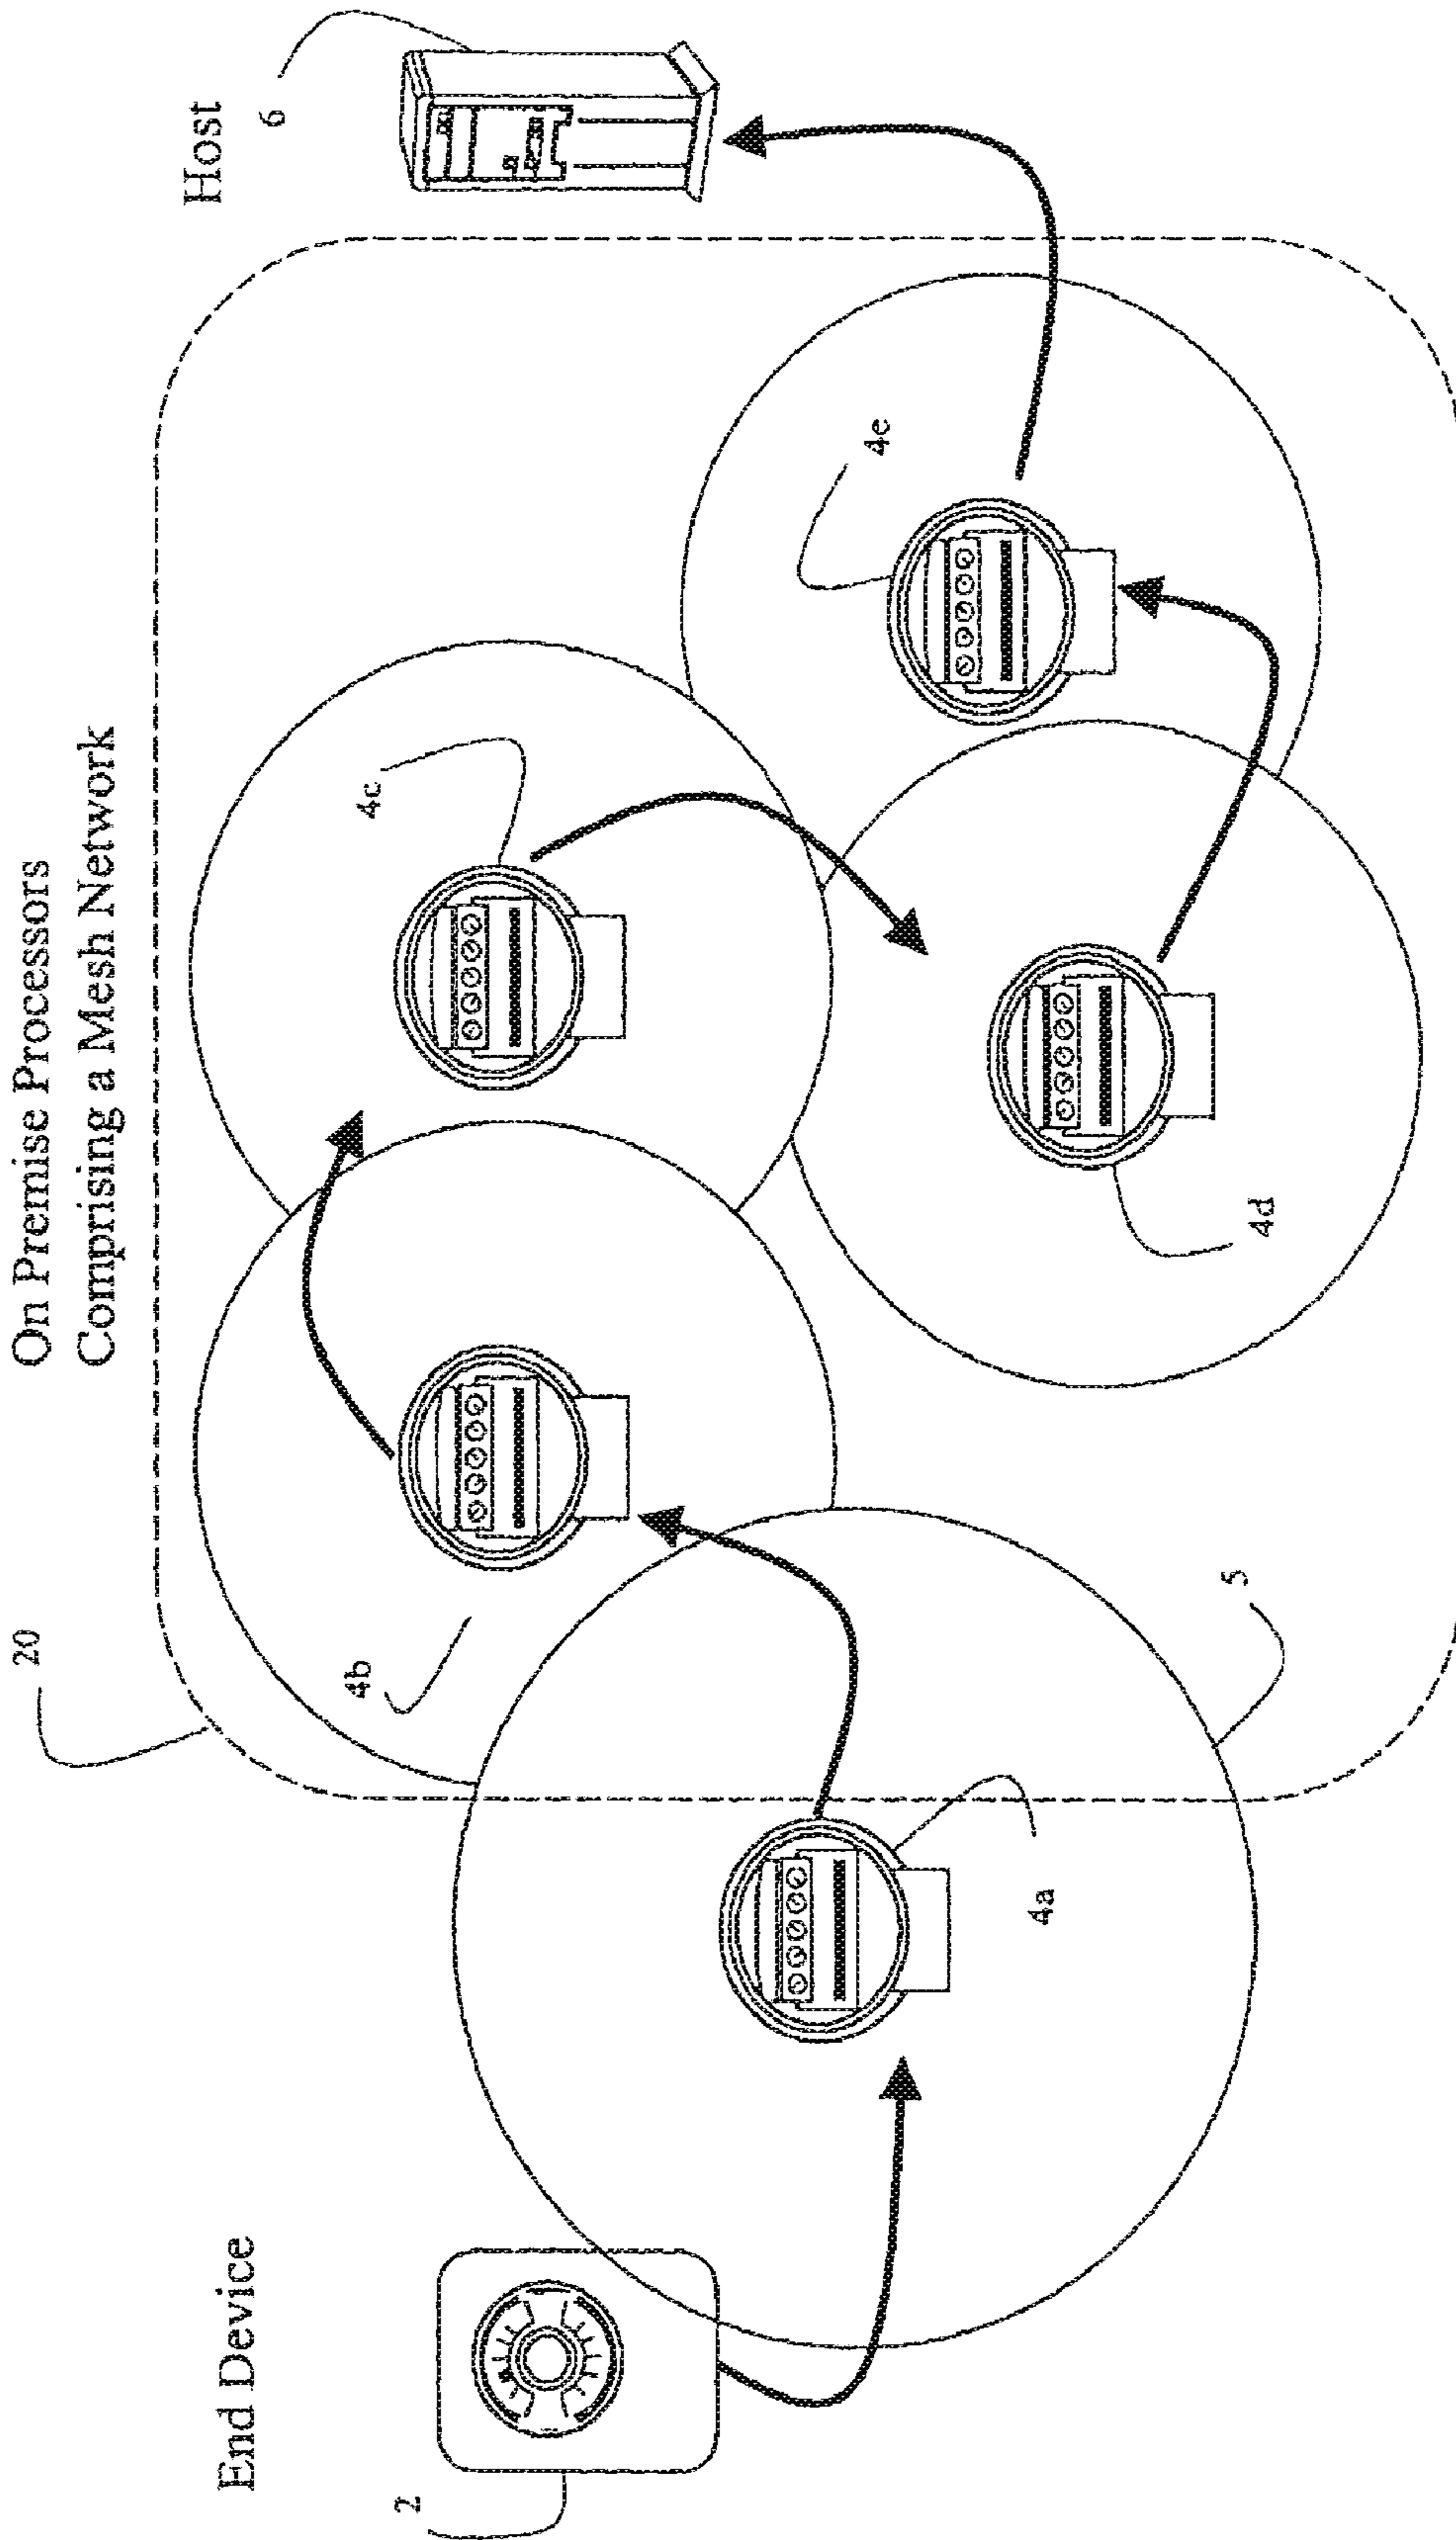 On Premise Processors
Comprising a Mesh Network
20
End Device
Host
6
2
4a
4b
4c
4d
4e
5